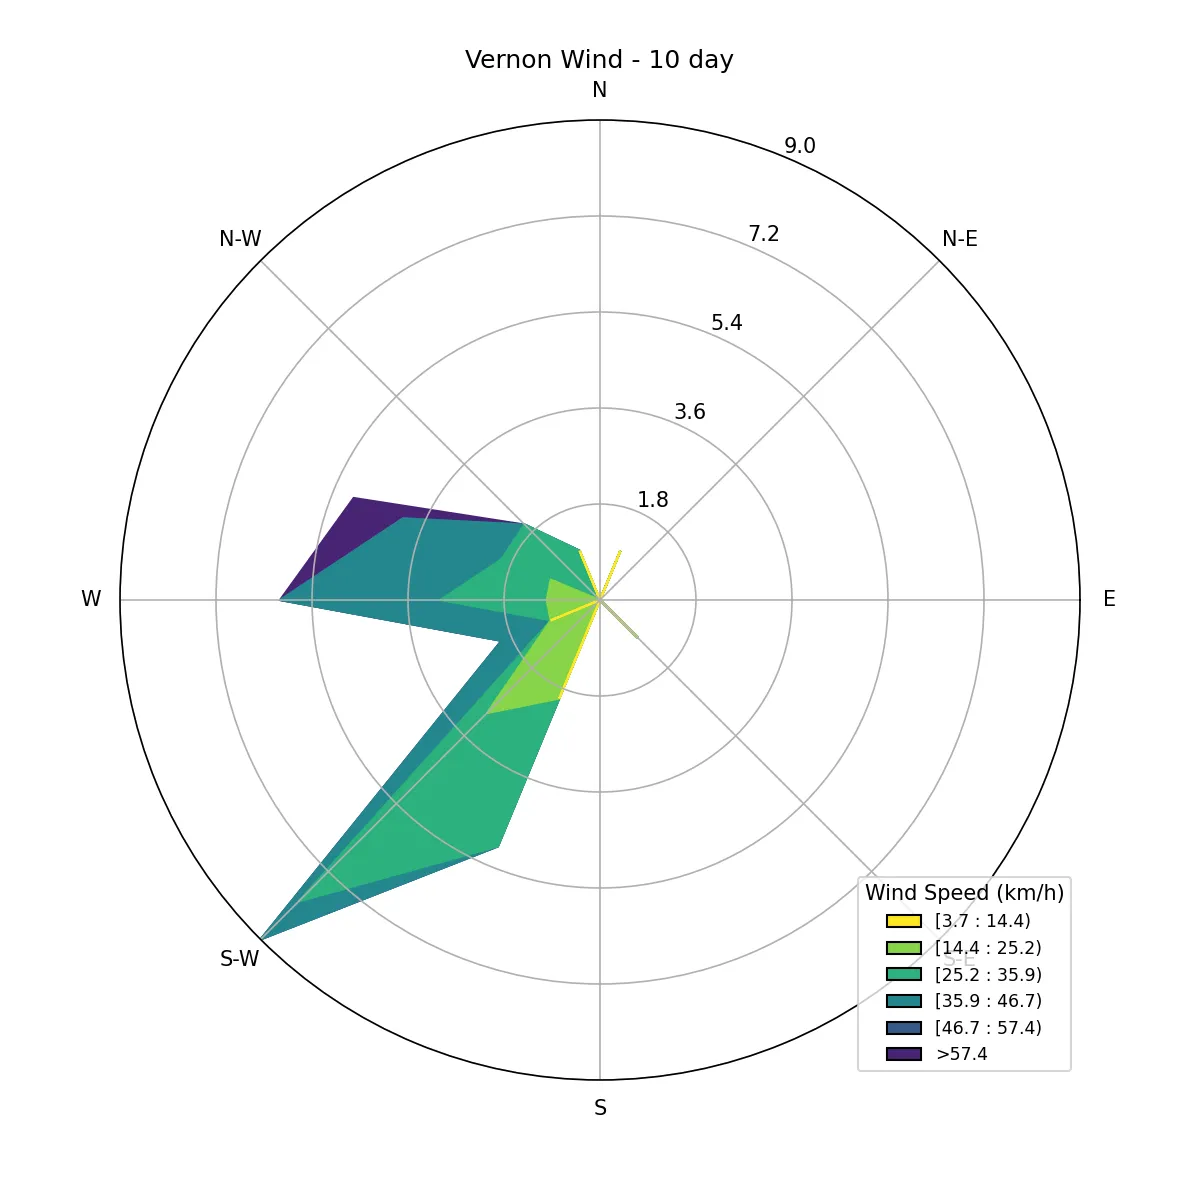 Vernon Wind - 10 day
N
9.0
N-W
7.2
N-E
5.4
3.6
1.8
W
E
S-W
S-E
S
Wind Speed (km/h)
[3.7 : 14.4)
[14.4 : 25.2)
[25.2 : 35.9)
[35.9 : 46.7)
[46.7 : 57.4)
>57.4